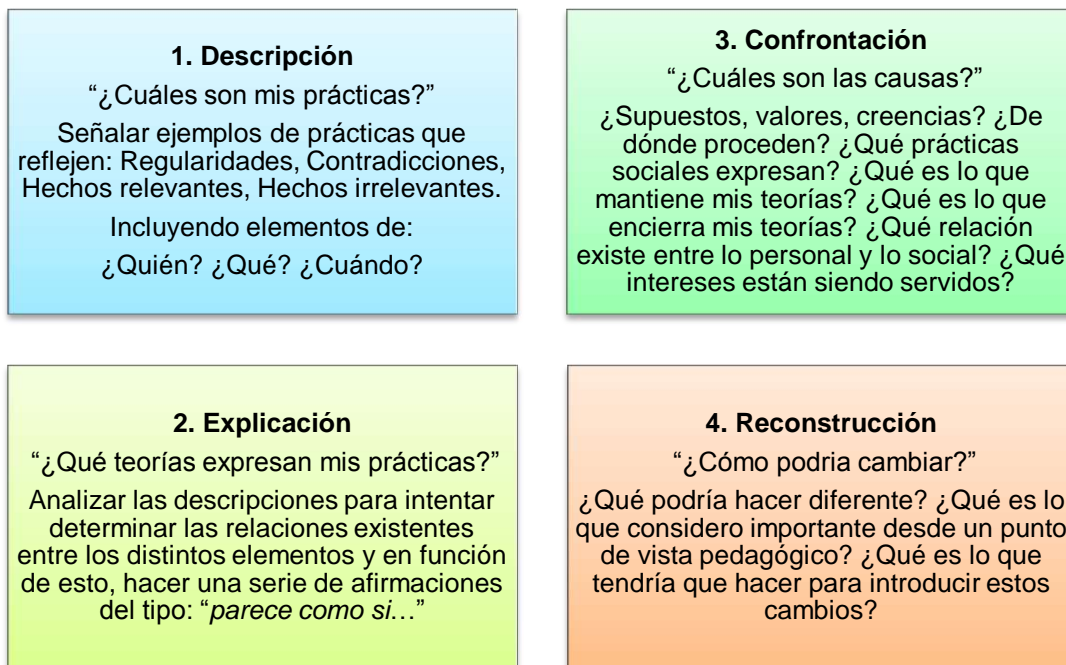 1. Descripción
“¿Cuáles son mis prácticas?”
Señalar ejemplos de prácticas que
reflejen: Regularidades, Contradicciones,
Hechos relevantes, Hechos irrelevantes.
Incluyendo elementos de:
¿Quién? ¿Qué? ¿Cuándo?
2. Explicación
“¿Qué teorías expresan mis prácticas?”
Analizar las descripciones para intentar
determinar las relaciones existentes
entre los distintos elementos y en función
de esto, hacer una serie de afirmaciones
del tipo: “parece como si…”
3. Confrontación
“¿Cuáles son las causas?”
¿Supuestos, valores, creencias? ¿De
dónde proceden? ¿Qué prácticas
sociales expresan? ¿Qué es lo que
mantiene mis teorías? ¿Qué es lo que
encierra mis teorías? ¿Qué relación
existe entre lo personal y lo social? ¿Qué
intereses están siendo servidos?
4. Reconstrucción
“¿Cómo podria cambiar?”
¿Qué podría hacer diferente? ¿Qué es lo
que considero importante desde un punto
de vista pedagógico? ¿Qué es lo que
tendría que hacer para introducir estos
cambios?